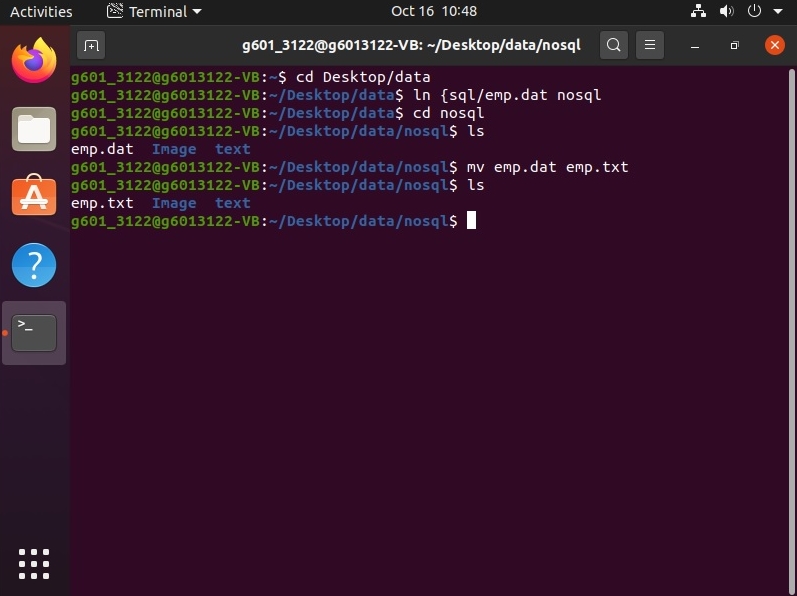 Activities
Terminal
Oct 16 10:48
g601_3122@g6013122-VB: ~/Desktop/data/nosql
g601_3122@g6013122-VB:~$ cd Desktop/data
g601_3122@g6013122-VB:~/Desktop/data$ ln {sql/emp.dat nosql
g601_3122@g6013122-VB:~/Desktop/data$ cd nosql
g601_3122@g6013122-VB:~/Desktop/data/nosql$ ls
emp.dat Image text
g601_3122@g6013122-VB:~/Desktop/data/nosql$ mv emp.dat emp.txt
g601_3122@g6013122-VB:~/Desktop/data/nosql$ ls
emp.txt Image text
g601_3122@g6013122-VB:~/Desktop/data/nosql$